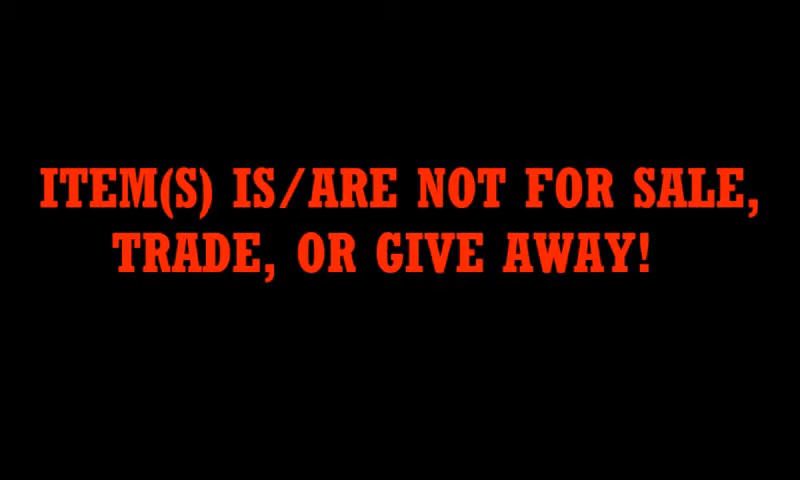 ITEM(S) IS/ARE NOT FOR SALE,
TRADE, OR GIVE AWAY!